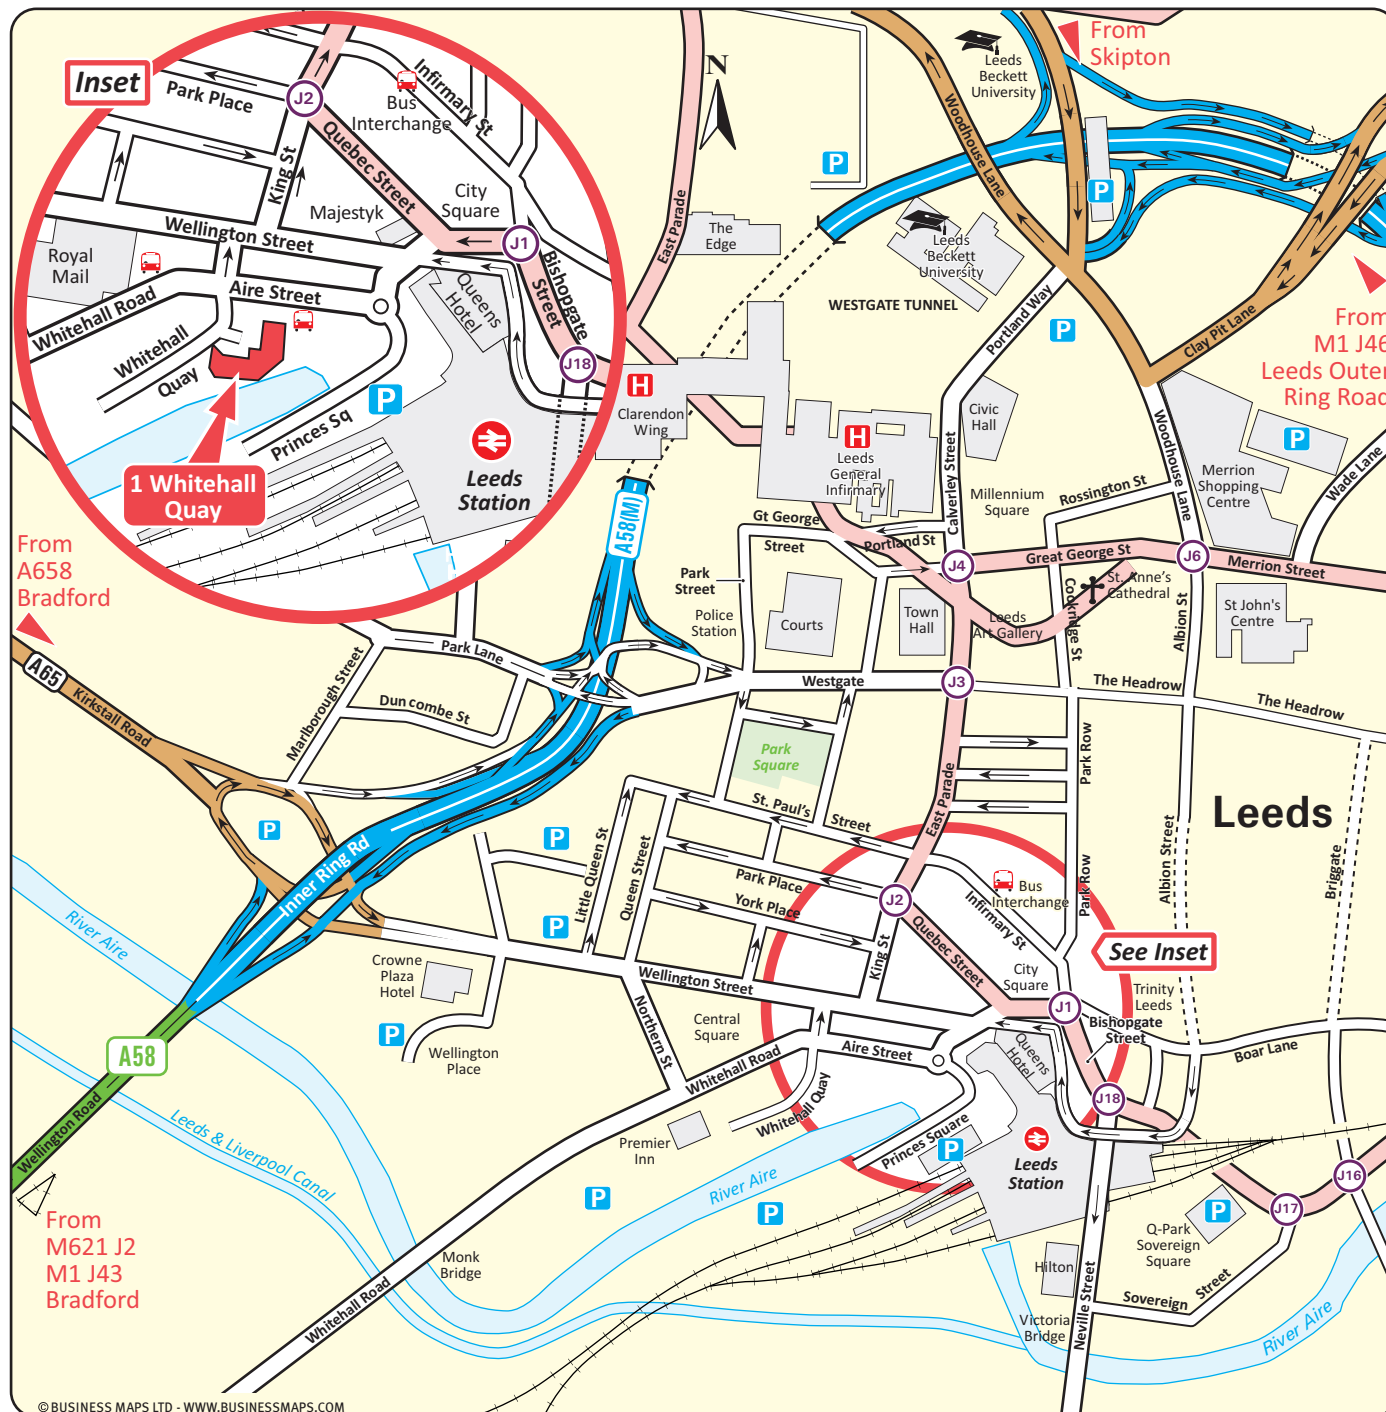 Inset
Park Place
J2
Bus
Interchange
Infirmary St
Quebec Street
King St
City
Square
Majestyk
J1
Wellington Street
Royal
Mail
Aire Street
Whitehall Road
Whitehall
Quay
Queens
Hotel
Bishopgate
Street
J18
P
Princes Sq
Leeds
Station
1 Whitehall
Quay
N
From
Skipton
Leeds
Beckett
University
Woodhouse Lane
P
P
East Parade
The
Edge
Leeds
Beckett
University
WESTGATE TUNNEL
Portland Way
P
Clay Pit Lane
From
M1 J46
Leeds Outer
Ring Road
H
Clarendon
Wing
H
Leeds
General
Infirmary
Civic
Hall
Calverley Street
Millennium
Square
Rossington St
Woodhouse Lane
Merrion
Shopping
Centre
P
Wade Lane
A58(M)
Gt George
Street
Portland St
J4
Great George St
J6
Merrion Street
Park
Street
Police
Station
Courts
Town
Hall
Leeds
Art Gallery
Cookridge St
St. Anne's
Cathedral
Albion St
St John's
Centre
From
A658
Bradford
A65
Kirkstall Road
Marlborough Street
Park Lane
Dun combe St
Westgate
J3
The Headrow
The Headrow
Park
Square
Park Row
East Parade
St. Paul's
Street
Leeds
P
Inner Ring Rd
P
Little Queen St
Queen Street
Park Place
York Place
P
J2
Bus
Interchange
Infirmary St
Park Row
Albion Street
Briggate
Quebec Street
King St
See Inset
River Aire
Crowne
Plaza
Hotel
P
Wellington
Place
Wellington Street
Northern St
Central
Square
City
Square
J1
Trinity
Leeds
Bishopgate
Street
Boar Lane
A58
Wellington Road
Whitehall Road
Aire Street
Queens
Hotel
J18
Whitehall Quay
Leeds & Liverpool Canal
Premier
Inn
Princes Square
P
Leeds
Station
River Aire
P
P
J16
J17
P
Q-Park
Sovereign
Square
From
M621 J2
M1 J43
Bradford
Monk
Bridge
Whitehall Road
Hilton
Neville Street
Sovereign
Street
Victoria
Bridge
River Aire
© BUSINESS MAPS LTD - WWW.BUSINESSMAPS.COM